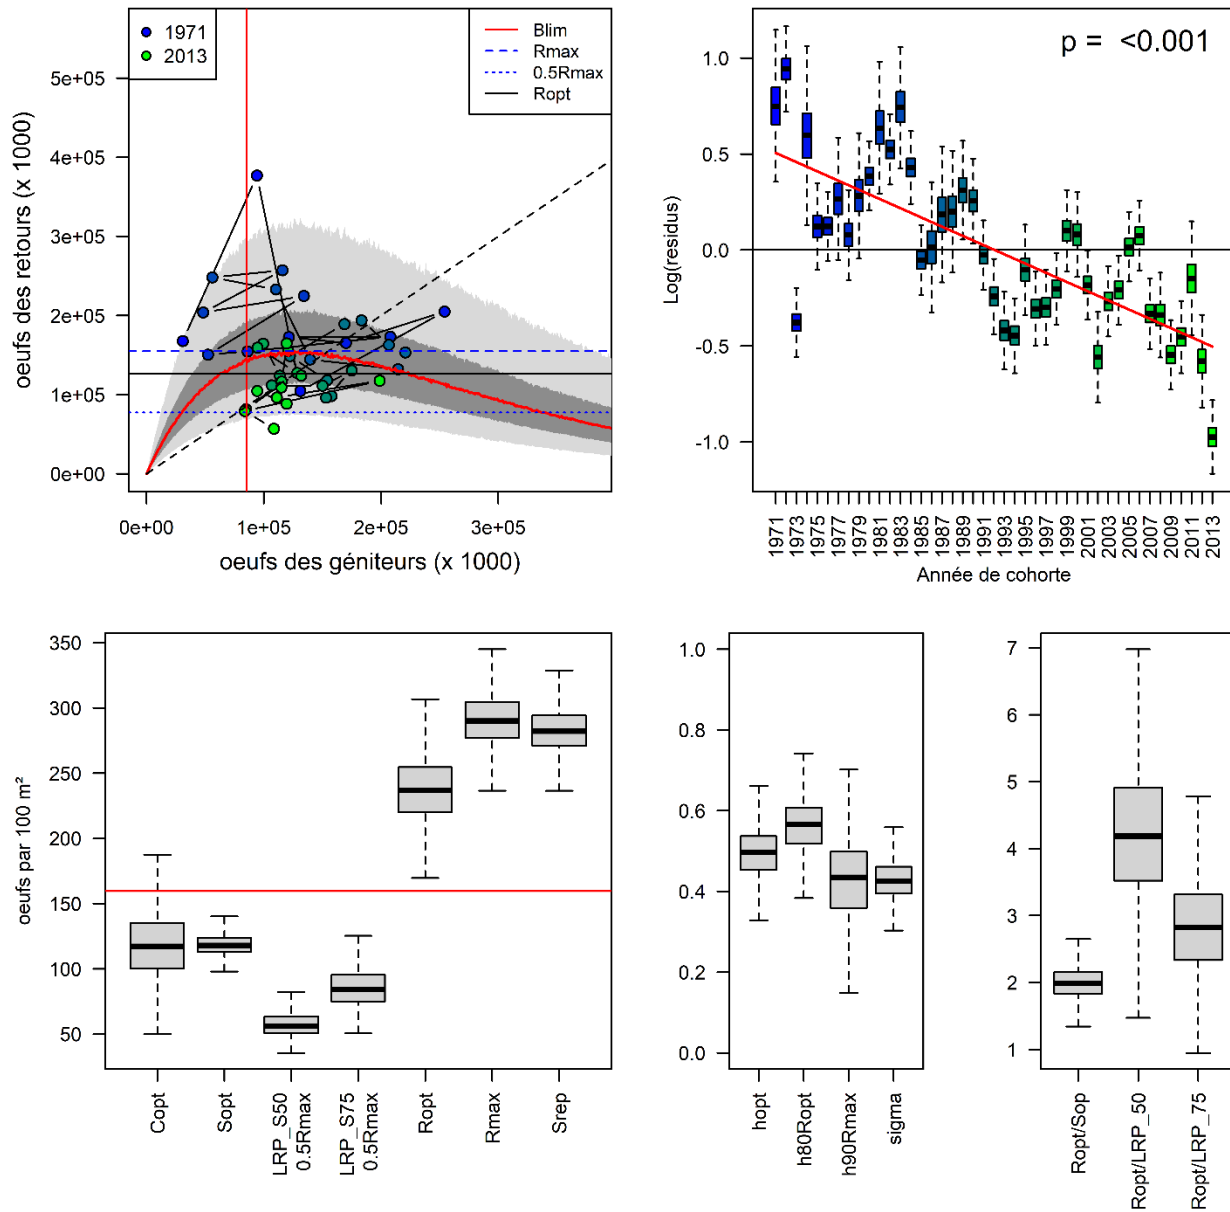 1971
2013
Blim
Rmax
0.5Rmax
Ropt
5e+05
4e+05
3e+05
2e+05
1e+05
0e+00
oeufs des retours (x 1000)
0e+00 1e+05 2e+05 3e+05
oeufs des géniteurs (x 1000)
p = <0.001
1.0
0.5
0.0
-0.5
-1.0
Log(residus)
1971 1973 1975 1977 1979 1981 1983 1985 1987 1989 1991 1993 1995 1997 1999 2001 2003 2005 2007 2009 2011 2013
Année de cohorte
350
300
250
200
150
100
50
oeufs par 100 m²
Copt
Sopt
LRP_S50
0.5Rmax
LRP_S75
0.5Rmax
Ropt
Rmax
Srep
1.0
0.8
0.6
0.4
0.2
0.0
hopt
h80Ropt
h90Rmax
sigma
7
6
5
4
3
2
1
Ropt/Sop
Ropt/LRP_50
Ropt/LRP_75